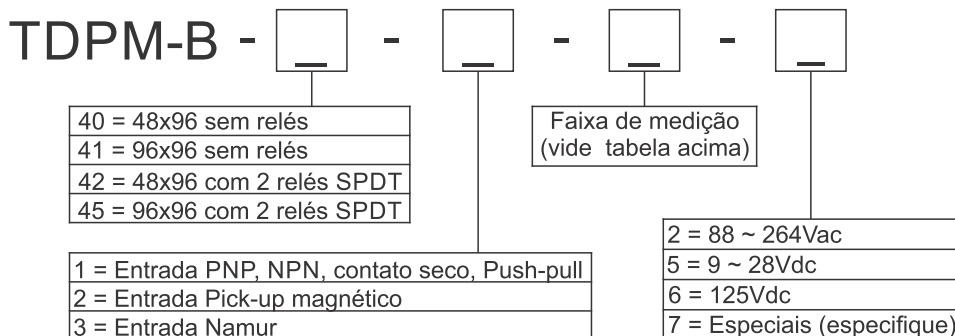 TDPM-B - _ - _ - _ - _
40 = 48x96 sem relés
41 = 96x96 sem relés
42 = 48x96 com 2 relés SPDT
45 = 96x96 com 2 relés SPDT
Faixa de medição
(vide tabela acima)
1 = Entrada PNP, NPN, contato seco, Push-pull
2 = Entrada Pick-up magnético
3 = Entrada Namur
2 = 88 ~ 264Vac
5 = 9 ~ 28Vdc
6 = 125Vdc
7 = Especiais (especifique)